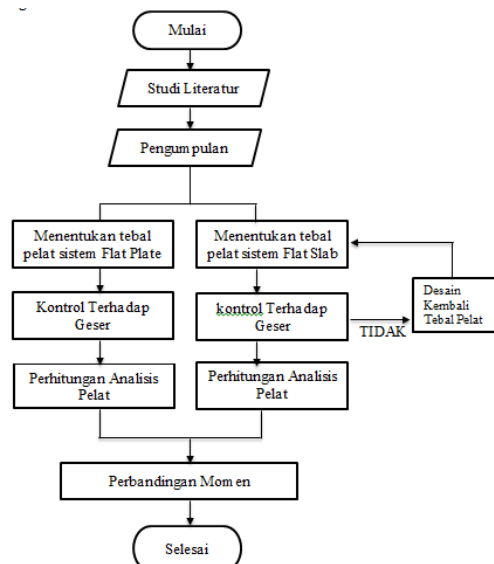 Mulai
Studi Literatur
Pengumpulan
Menentukan tebal
pelat sistem Flat Plate
Menentukan tebal
pelat sistem Flat Slab
Kontrol Terhadap
Geser
kontrol Terhadap
Geser
TIDAK
Desain
Kembali
Tebal Pelat
Perhitungan Analisis
Pelat
Perhitungan Analisis
Pelat
Perbandingan Momen
Selesai